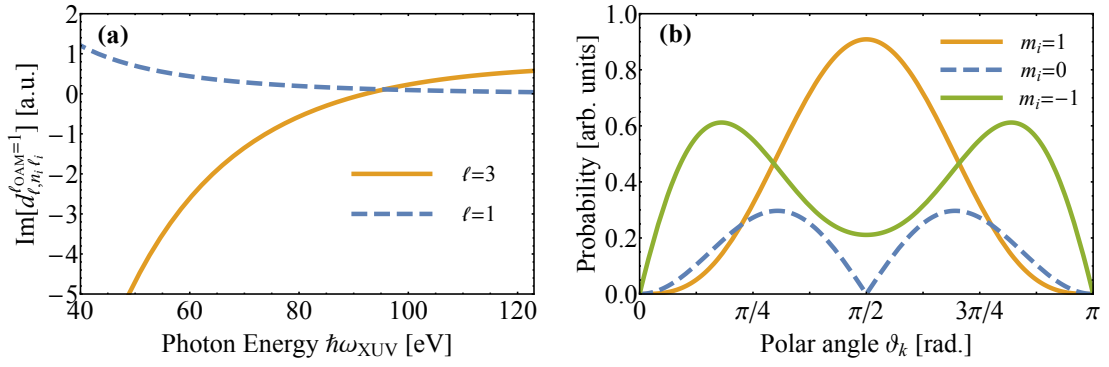 (a)
Im[d^{ℓ_OAM=1}_{ℓ,n_i ℓ_i}] [a.u.]
2
1
0
−1
−2
−3
−4
−5
ℓ=3
ℓ=1
40 60 80 100 120
Photon Energy ℏω_XUV [eV]
(b)
Probability [arb. units]
1.0
0.8
0.6
0.4
0.2
0.0
m_i=1
m_i=0
m_i=−1
0 π/4 π/2 3π/4 π
Polar angle ϑ_k [rad.]